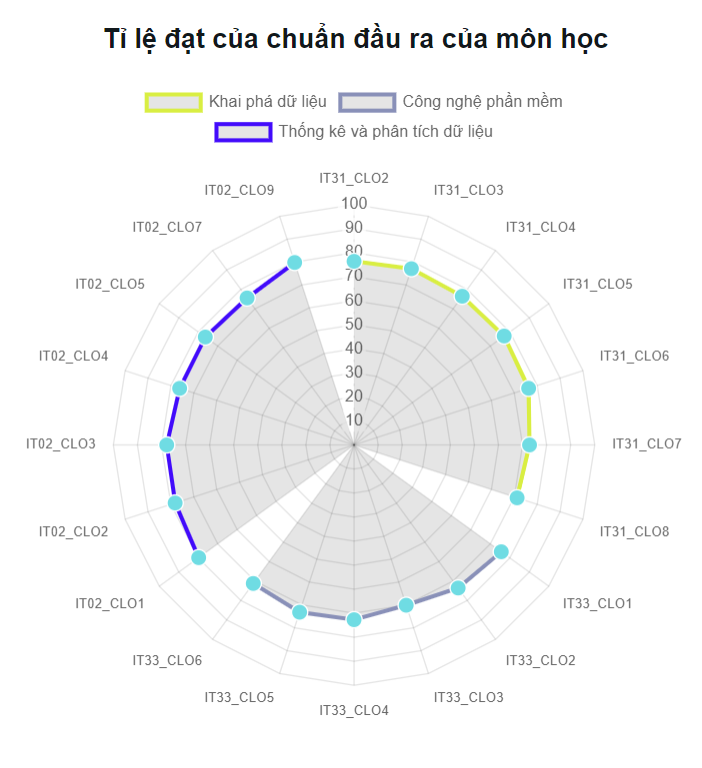 Tỉ lệ đạt của chuẩn đầu ra của môn học
Khai phá dữ liệu
Công nghệ phần mềm
Thống kê và phân tích dữ liệu
IT31_CLO2
IT31_CLO3
IT31_CLO4
IT31_CLO5
IT31_CLO6
IT31_CLO7
IT31_CLO8
IT33_CLO1
IT33_CLO2
IT33_CLO3
IT33_CLO4
IT33_CLO5
IT33_CLO6
IT02_CLO1
IT02_CLO2
IT02_CLO3
IT02_CLO4
IT02_CLO5
IT02_CLO7
IT02_CLO9
100
90
80
70
60
50
40
30
20
10